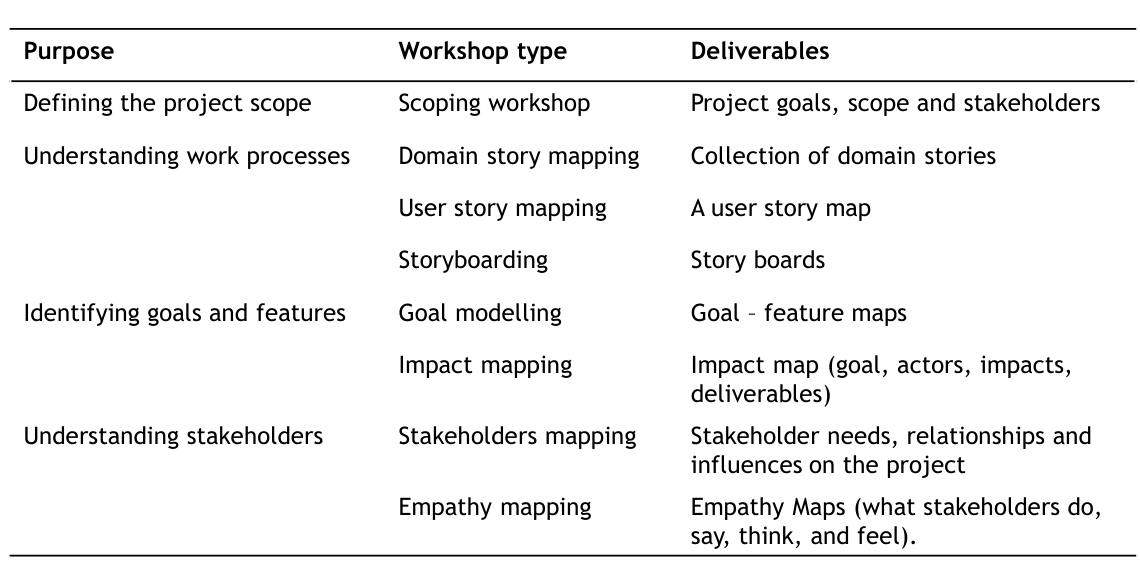 Purpose Workshop type Deliverables
Defining the project scope Scoping workshop Project goals, scope and stakeholders
Understanding work processes Domain story mapping Collection of domain stories
User story mapping A user story map
Storyboarding Story boards
Identifying goals and features Goal modelling Goal – feature maps
Impact mapping Impact map (goal, actors, impacts,
deliverables)
Understanding stakeholders Stakeholders mapping Stakeholder needs, relationships and
influences on the project
Empathy mapping Empathy Maps (what stakeholders do,
say, think, and feel).